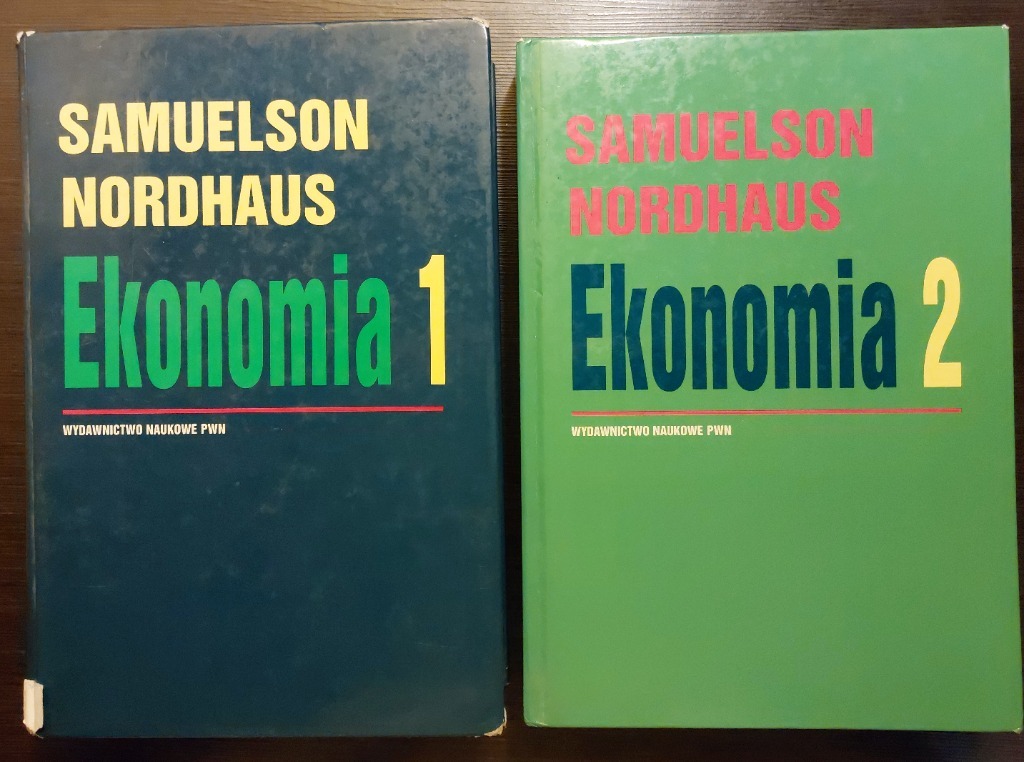 SAMUELSON
NORDHAUS
Ekonomia 1
WYDAWNICTWO NAUKOWE PWN
SAMUELSON
NORDHAUS
Ekonomia 2
WYDAWNICTWO NAUKOWE PWN